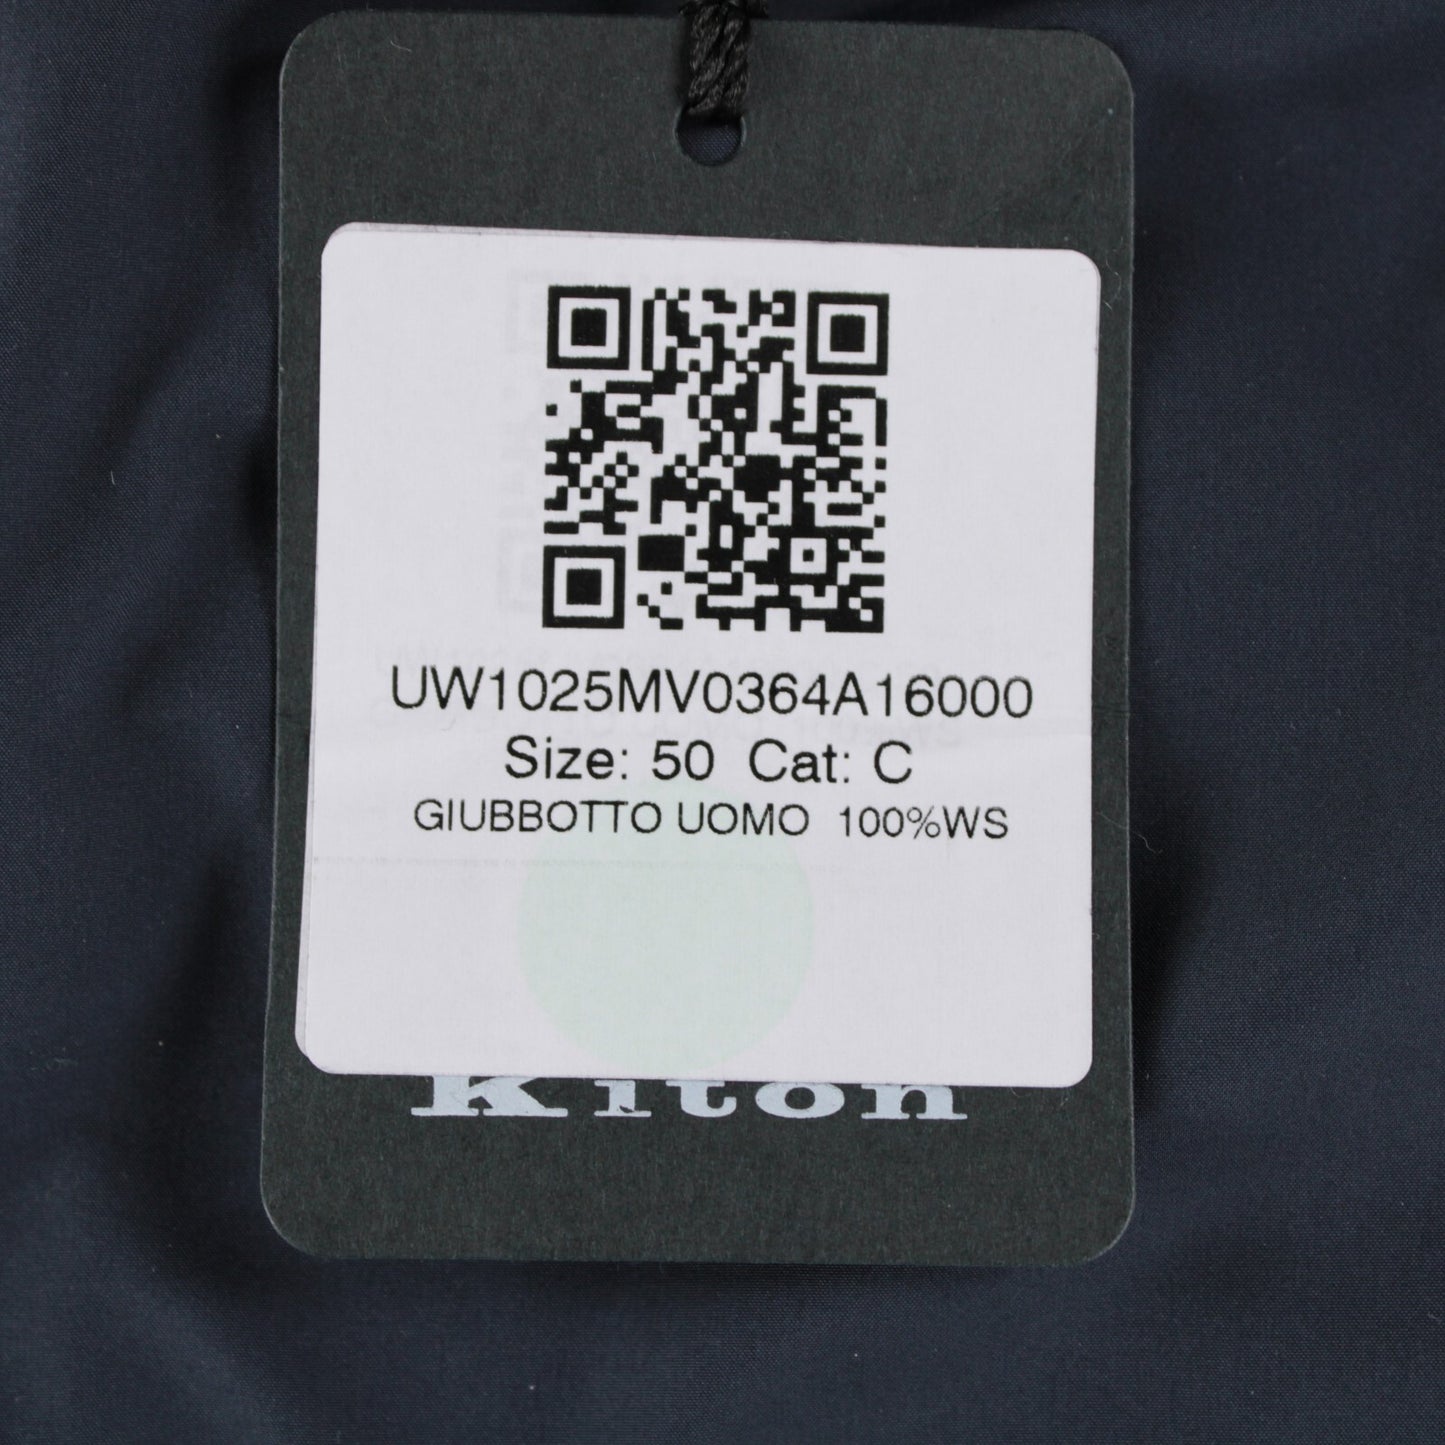 UW1025MV0364A16000
Size: 50 Cat: C
GIUBBOTTO UOMO 100%WS
Kiton